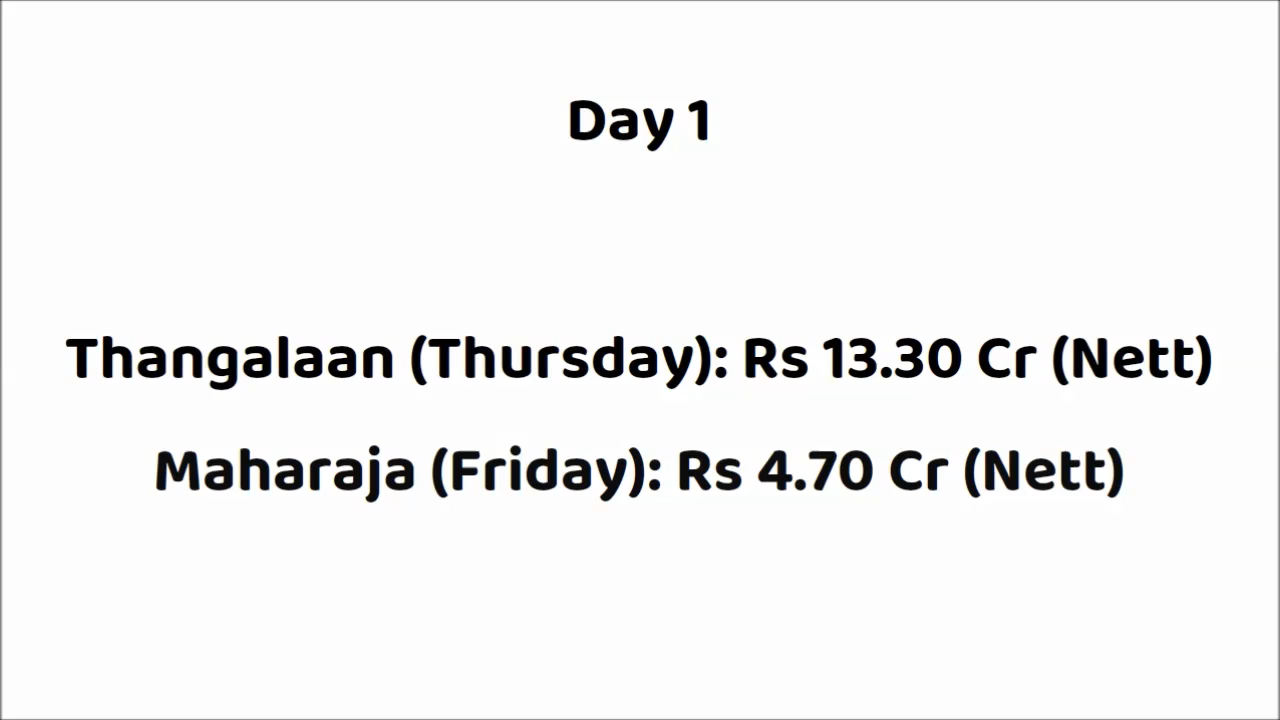 Day 1
Thangalaan (Thursday): Rs 13.30 Cr (Nett)
Maharaja (Friday): Rs 4.70 Cr (Nett)